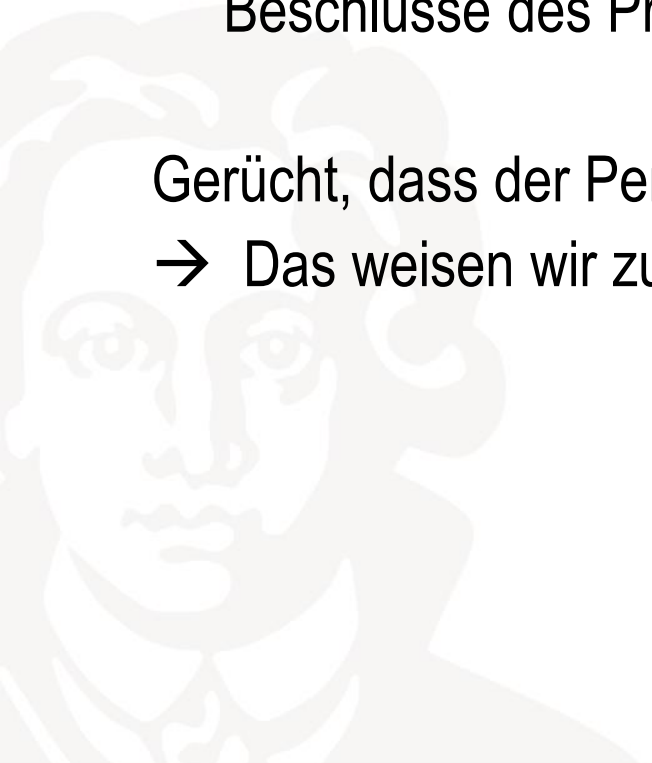 Beschlüsse des
Gerücht, dass der
→ Das weisen wir